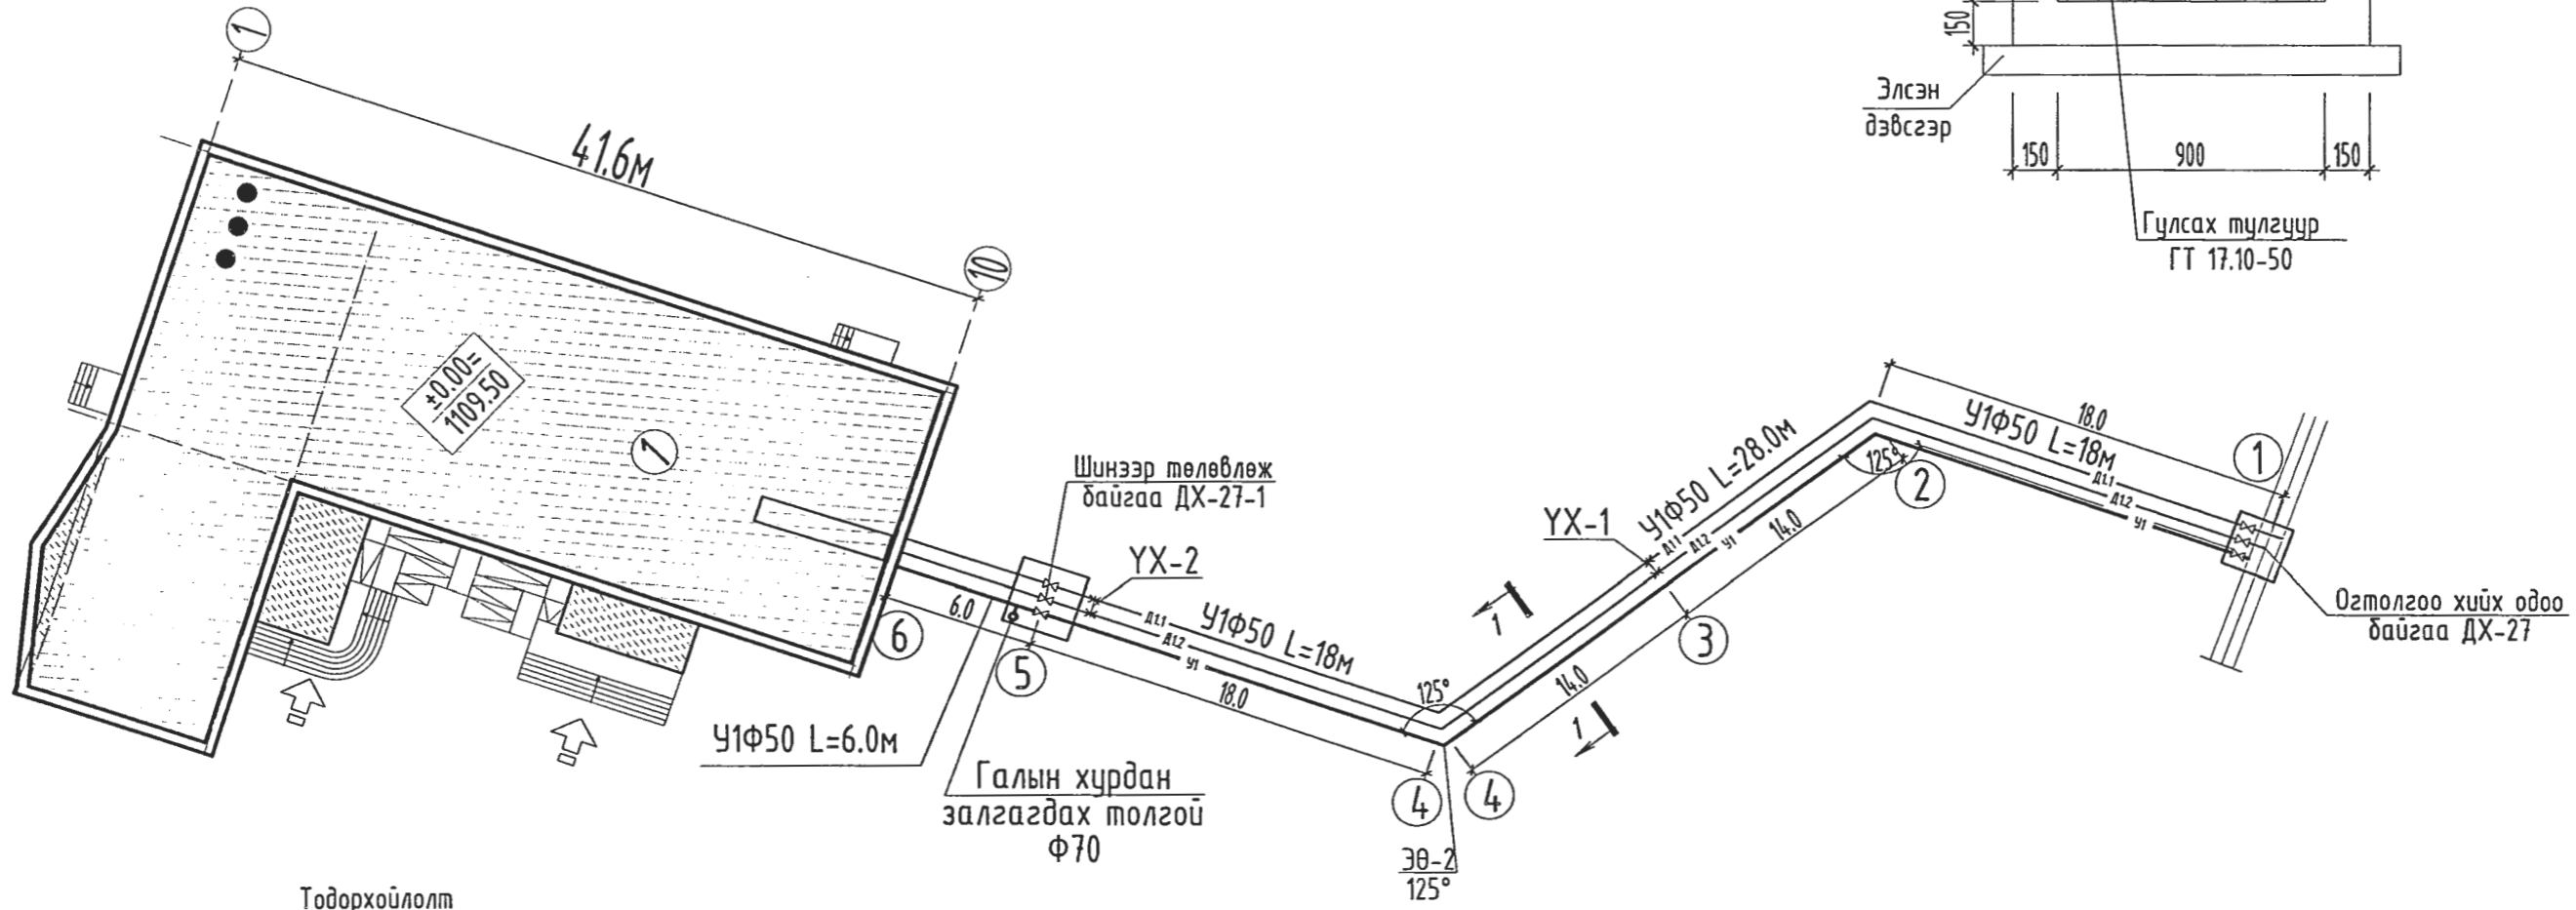 1
41.6м
10
±0.00=
1109.50
1
150
Элсэн
дэвсгэр
150
900
150
Гулсах тулгуур
ГТ 17.10-50
Шинээр төлөвлөж
байгаа ДХ-27-1
УХ-2
6.0
6
5
У1Ф50 L=6.0м
Галын хурдан
залгагдах толгой
Ф70
Д1.1
Д1.2
У1
У1Ф50 L=18м
18.0
125°
4
4
ЭӨ-2
125°
УХ-1
У1Ф50 L=28.0м
Д1.1
Д1.2
У1
14.0
14.0
3
1
1
125°
2
18.0
У1Ф50 L=18м
Д1.1
Д1.2
У1
1
Огтолгоо хийх одоо
байгаа ДХ-27
Тодорхойлолт